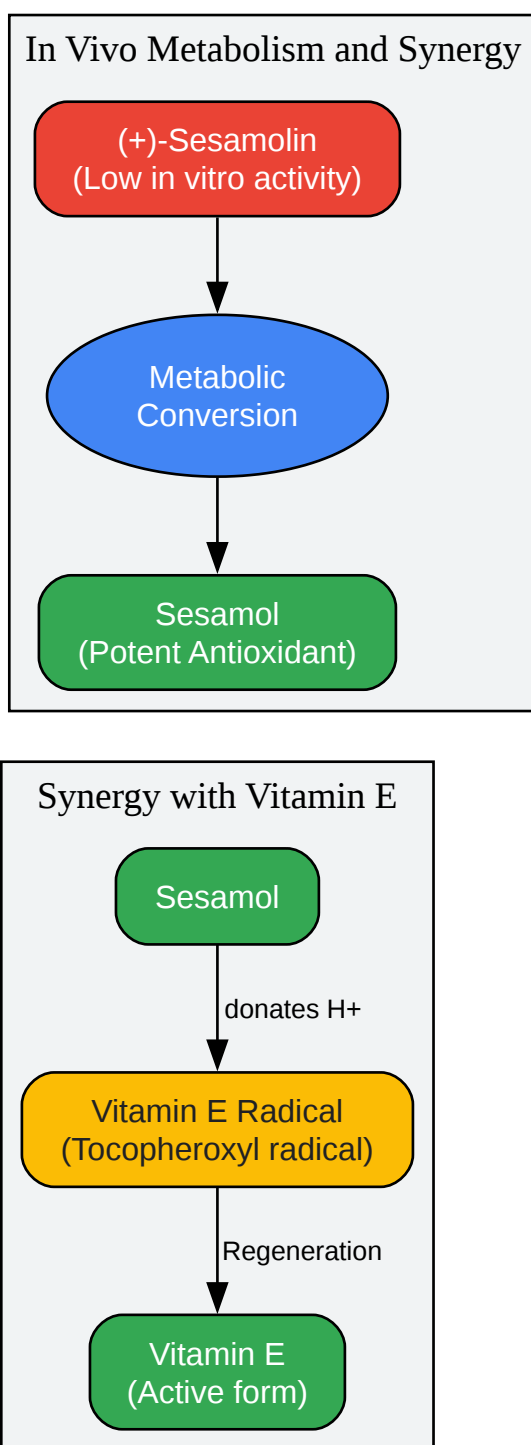 In Vivo Metabolism and Synergy
(+)-Sesamolin
(Low in vitro activity)
Metabolic
Conversion
Sesamol
(Potent Antioxidant)
Synergy with Vitamin E
Sesamol
donates H+
Vitamin E Radical
(Tocopheroxyl radical)
Regeneration
Vitamin E
(Active form)